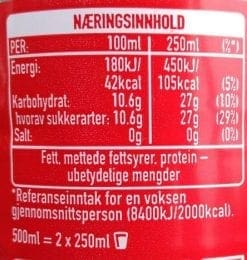 NÆRINGSINNHOLD
PER: 100ml 250ml (%*)
Energi: 180kJ/ 450kJ/
42kcal 105kcal (5%)
Karbohydrat: 10.6g 27g (10%)
hvorav sukkerarter: 10.6g 27g (29%)
Salt: 0g 0g (0%)
Fett, mettede fettsyrer, protein –
ubetydelige mengder
*Referanseinntak for en voksen
gjennomsnittsperson (8400kJ/2000kcal).
500ml = 2 x 250ml